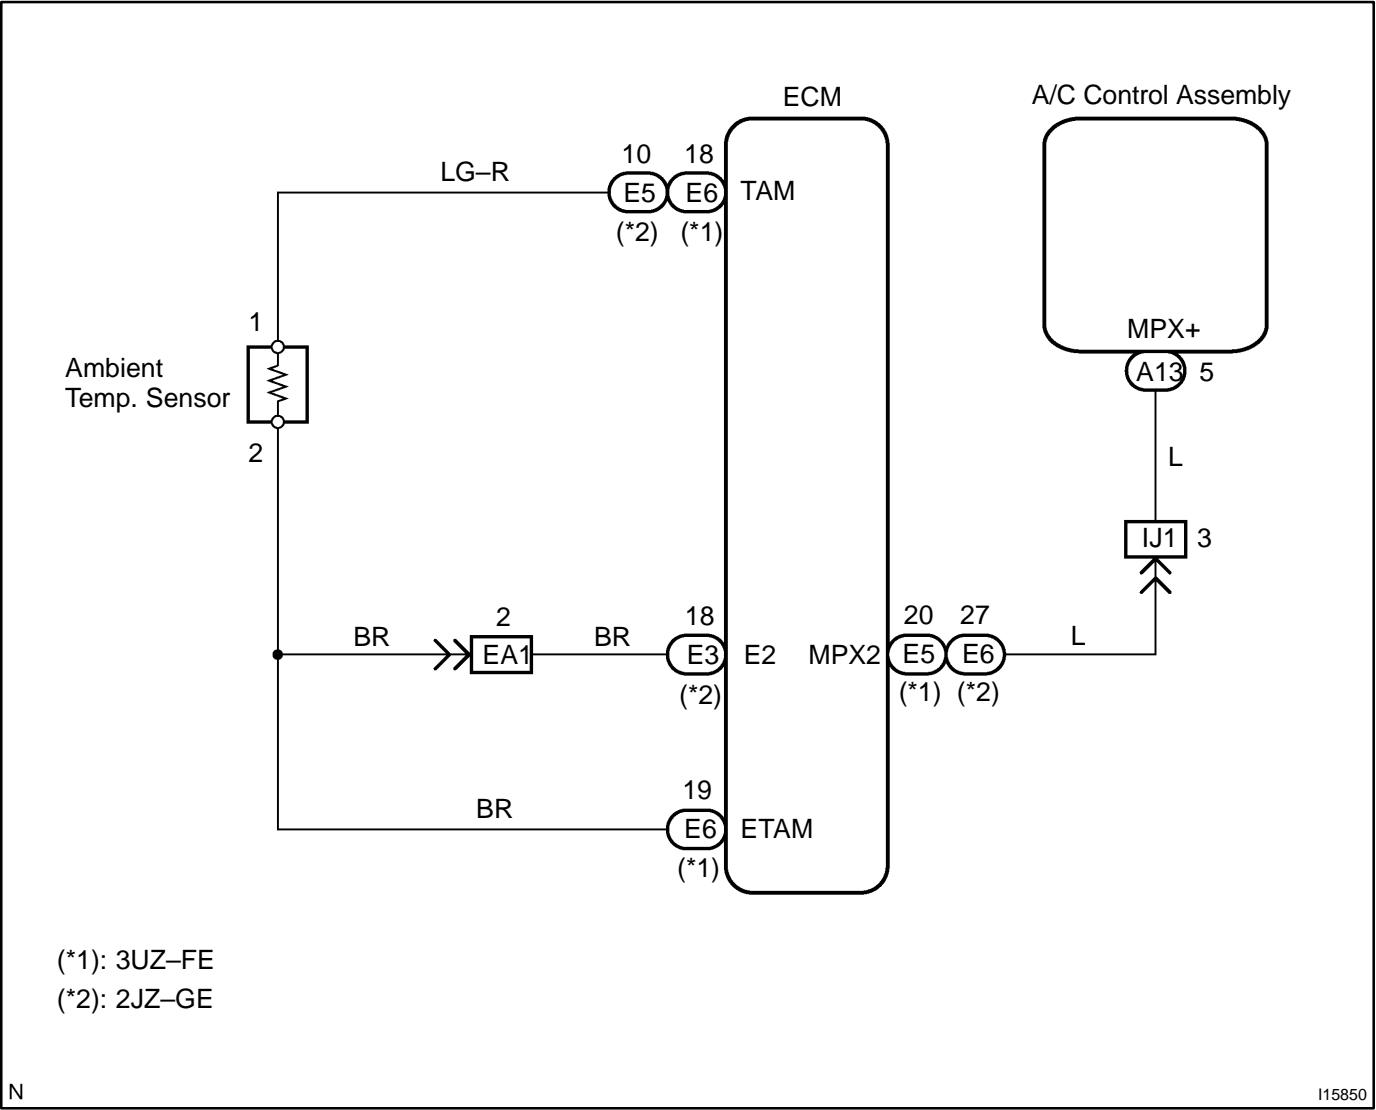 ECM
A/C Control Assembly
10 18
LG–R
E5 E6 TAM
(*2) (*1)
1
MPX+
Ambient
Temp. Sensor
A13 5
2
L
IJ1 3
2 18 20 27
BR BR L
EA1 E3 E2 MPX2 E5 E6
(*2) (*1) (*2)
19
BR
E6 ETAM
(*1)
(*1): 3UZ–FE
(*2): 2JZ–GE
N
I15850